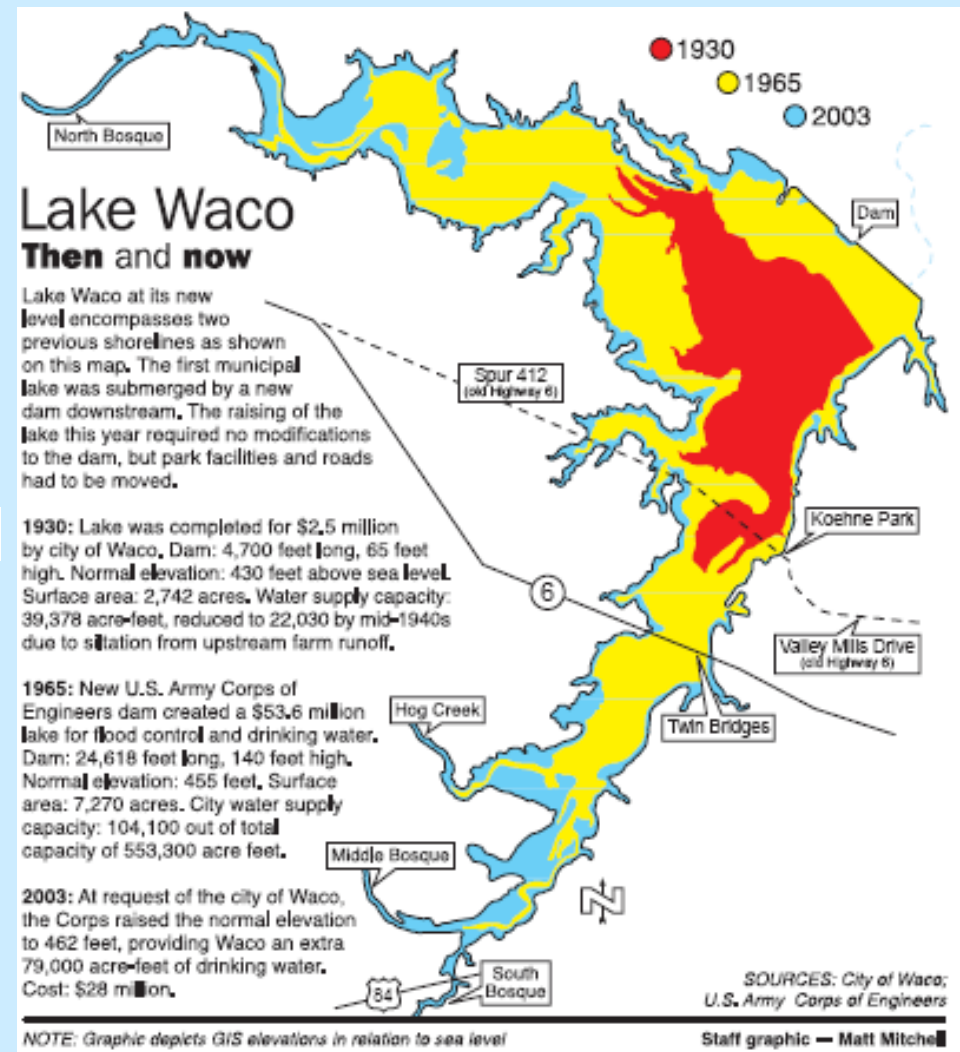 1930
1965
2003
North Bosque
Lake Waco
Then and now
Dam
Lake Waco at its new
level encompasses two
previous shorelines as shown
on this map. The first municipal
lake was submerged by a new
dam downstream. The raising of the
lake this year required no modifications
to the dam, but park facilities and roads
had to be moved.
Spur 412
(old Highway 6)
1930: Lake was completed for $2.5 million
by city of Waco. Dam: 4,700 feet long, 65 feet
high. Normal elevation: 430 feet above sea level.
Surface area: 2,742 acres. Water supply capacity:
39,378 acre-feet, reduced to 22,030 by mid-1940s
due to siltation from upstream farm runoff.
Koehne Park
6
Valley Mills Drive
(old Highway 6)
Twin Bridges
1965: New U.S. Army Corps of
Engineers dam created a $53.6 million
lake for flood control and drinking water.
Dam: 24,618 feet long, 140 feet high.
Normal elevation: 455 feet. Surface
area: 7,270 acres. City water supply
capacity: 104,100 out of total
capacity of 553,300 acre feet.
Hog Creek
Middle Bosque
N
2003: At request of the city of Waco,
the Corps raised the normal elevation
to 462 feet, providing Waco an extra
79,000 acre-feet of drinking water.
Cost: $28 million.
84
South
Bosque
SOURCES: City of Waco;
U.S. Army Corps of Engineers
NOTE: Graphic depicts GIS elevations in relation to sea level
Staff graphic — Matt Mitchell